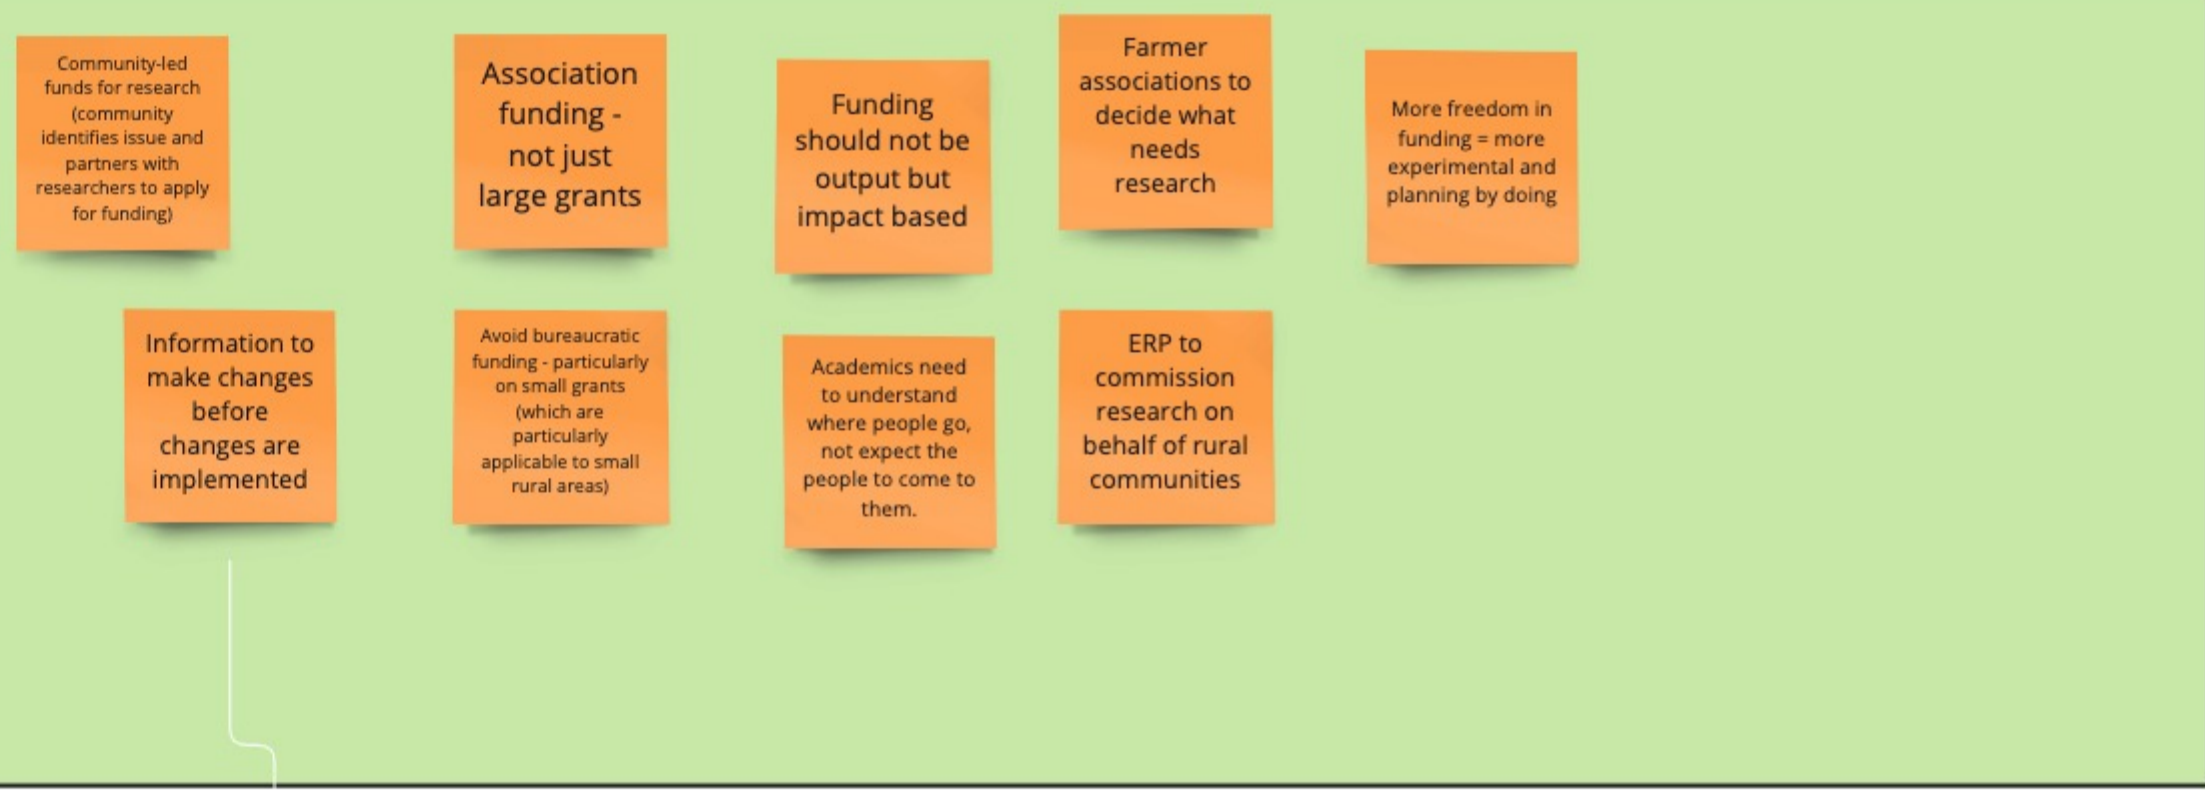 Community-led
funds for research
(community
identifies issue and
partners with
researchers to apply
for funding)
Association
funding -
not just
large grants
Funding
should not be
output but
impact based
Farmer
associations to
decide what
needs
research
More freedom in
funding = more
experimental and
planning by doing
Information to
make changes
before
changes are
implemented
Avoid bureaucratic
funding - particularly
on small grants
(which are
particularly
applicable to small
rural areas)
Academics need
to understand
where people go,
not expect the
people to come to
them.
ERP to
commission
research on
behalf of rural
communities